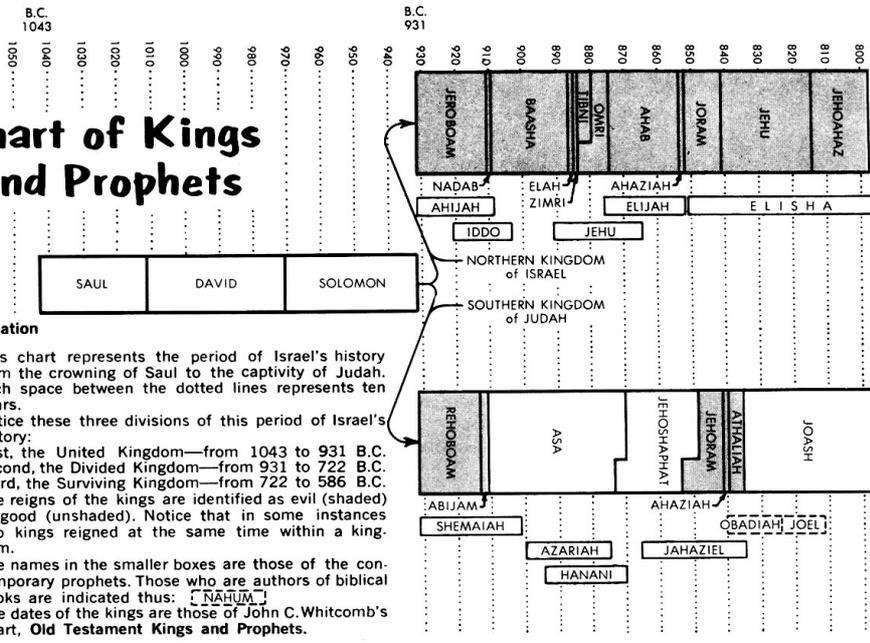 B.C.
1043
B.C.
931
1050
1040
1030
1020
1010
1000
990
980
970
960
950
940
930
920
910
900
890
880
870
860
850
840
830
820
810
800
art of Kings
nd Prophets
JEROBOAM
BAASHA
TIBNI
OMRI
AHAB
JORAM
JEHU
JEHOAHAZ
NADAB
ELAH
ZIMRI
AHAZIAH
AHIJAH
ELIJAH
ELISHA
IDDO
JEHU
NORTHERN KINGDOM
of ISRAEL
SAUL
DAVID
SOLOMON
SOUTHERN KINGDOM
of JUDAH
ation
s chart represents the period of Israel's history
m the crowning of Saul to the captivity of Judah.
ch space between the dotted lines represents ten
ars.
tice these three divisions of this period of Israel's
tory:
st, the United Kingdom—from 1043 to 931 B.C.
cond, the Divided Kingdom—from 931 to 722 B.C.
rd, the Surviving Kingdom—from 722 to 586 B.C.
e reigns of the kings are identified as evil (shaded)
good (unshaded). Notice that in some instances
o kings reigned at the same time within a king-
m.
e names in the smaller boxes are those of the con-
mporary prophets. Those who are authors of biblical
oks are indicated thus: NAHUM
e dates of the kings are those of John C. Whitcomb's
art, Old Testament Kings and Prophets.
REHOBOAM
ASA
JEHOSHAPHAT
JEHORAM
ATHALIAH
JOASH
ABIJAM
AHAZIAH
SHEMAIAH
OBADIAH
JOEL
AZARIAH
JAHAZIEL
HANANI